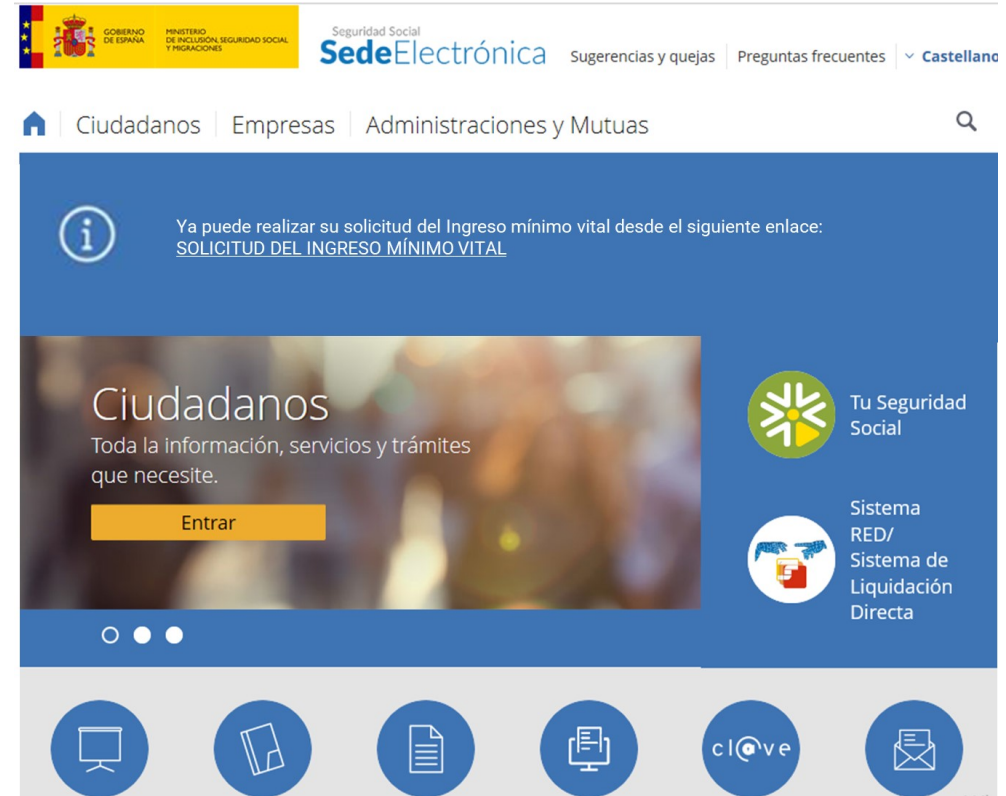 GOBIERNO
DE ESPAÑA
MINISTERIO
DE INCLUSIÓN, SEGURIDAD SOCIAL
Y MIGRACIONES
Seguridad Social
SedeElectrónica
Sugerencias y quejas
Preguntas frecuentes
Castellano
Ciudadanos
Empresas
Administraciones y Mutuas
Ya puede realizar su solicitud del Ingreso mínimo vital desde el siguiente enlace:
SOLICITUD DEL INGRESO MÍNIMO VITAL
Ciudadanos
Toda la información, servicios y trámites
que necesite.
Entrar
Tu Seguridad
Social
Sistema
RED/
Sistema de
Liquidación
Directa
cl@ve